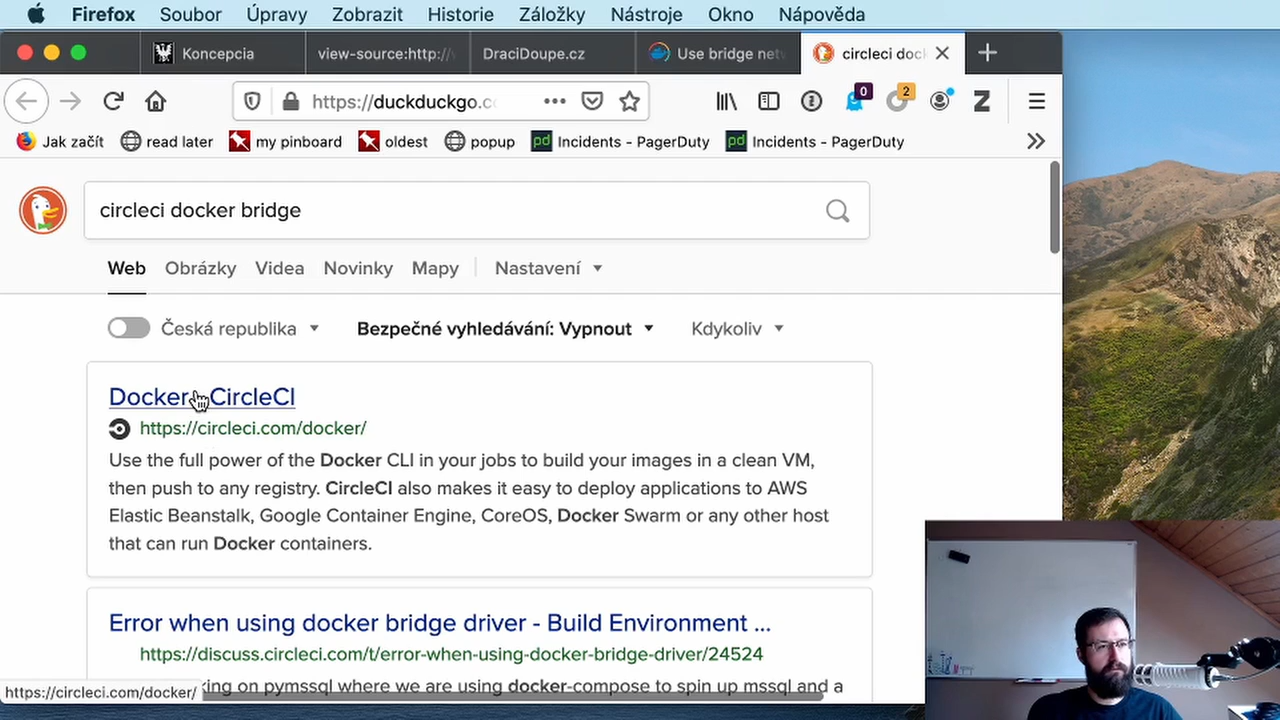 Firefox Soubor Úpravy Zobrazit Historie Záložky Nástroje Okno Nápověda
Koncepcia view-source:http:// DraciDoupe.cz Use bridge net circleci doc
https://duckduckgo.c 0 2 Z
Jak začít read later my pinboard oldest popup pd Incidents - PagerDuty pd Incidents - PagerDuty
circleci docker bridge
Web Obrázky Videa Novinky Mapy Nastavení
Česká republika Bezpečné vyhledávání: Vypnout Kdykoliv
Docker CircleCI
https://circleci.com/docker/
Use the full power of the Docker CLI in your jobs to build your images in a clean VM,
then push to any registry. CircleCI also makes it easy to deploy applications to AWS
Elastic Beanstalk, Google Container Engine, CoreOS, Docker Swarm or any other host
that can run Docker containers.
Error when using docker bridge driver - Build Environment ...
https://discuss.circleci.com/t/error-when-using-docker-bridge-driver/24524
king on pymssql where we are using docker-compose to spin up mssql and a
https://circleci.com/docker/